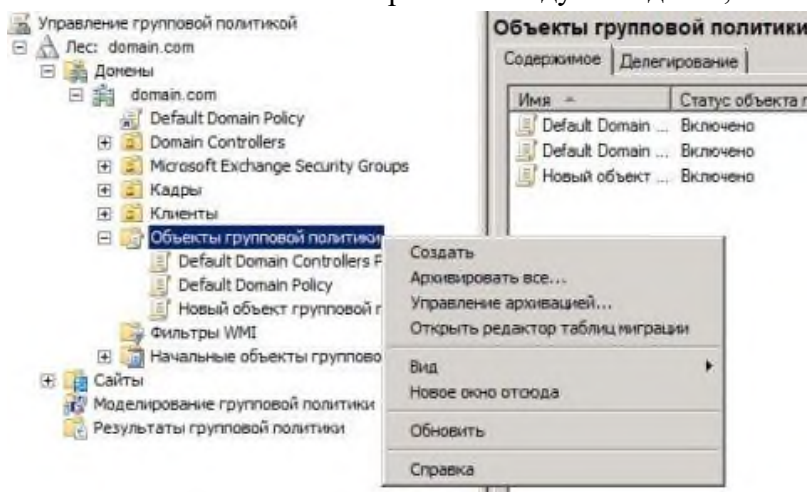 Управление групповой политикой
Лес: domain.com
Домены
domain.com
Default Domain Policy
Domain Controllers
Microsoft Exchange Security Groups
Кадры
Клиенты
Объекты групповой политики
Default Domain Controllers P
Default Domain Policy
Новый объект групповой г
Фильтры WMI
Начальные объекты группово
Сайты
Моделирование групповой политики
Результаты групповой политики
Объекты групповой политики
Содержимое Делегирование
Имя Статус объекта г
Default Domain ... Включено
Default Domain ... Включено
Новый объект ... Включено
Создать
Архивировать все...
Управление архивацией...
Открыть редактор таблиц миграции
Вид
Новое окно отсюда
Обновить
Справка